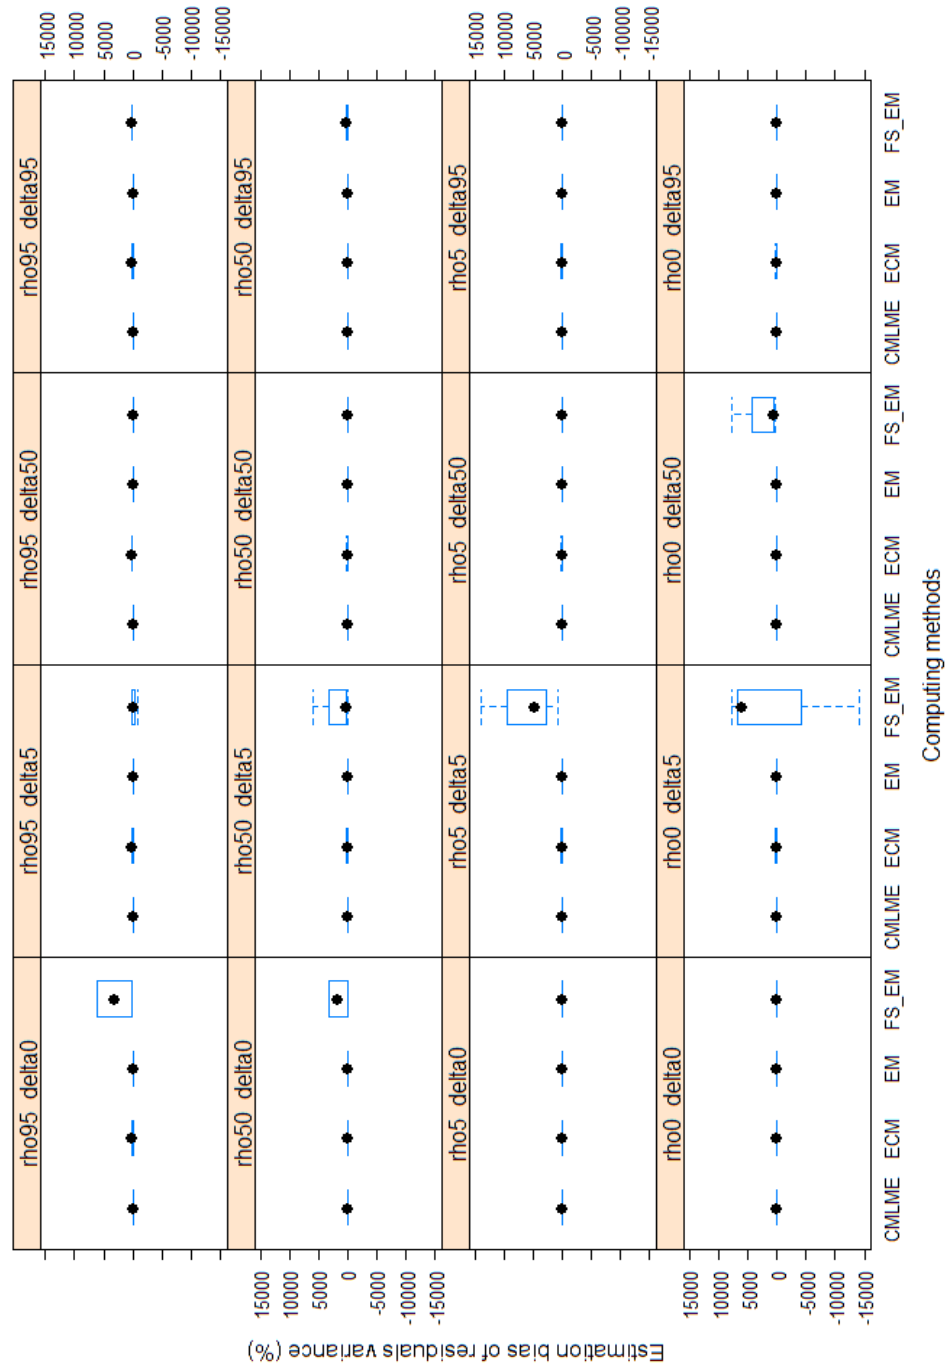 rho95 delta0
rho95 delta5
rho95 delta50
rho95 delta95
15000
10000
5000
0
-5000
-15000
rho50 delta0
rho50 delta5
rho50 delta50
rho50 delta95
15000
10000
5000
0
-5000
-15000
rho5 delta0
rho5 delta5
rho5 delta50
rho5 delta95
15000
10000
5000
0
-5000
-15000
rho0 delta0
rho0 delta5
rho0 delta50
rho0 delta95
15000
10000
5000
0
-5000
-15000
CMLME ECM EM FS_EM CMLME ECM EM FS_EM CMLME ECM EM FS_EM CMLME ECM EM FS_EM
Computing methods
Estimation bias of residuals variance (%)